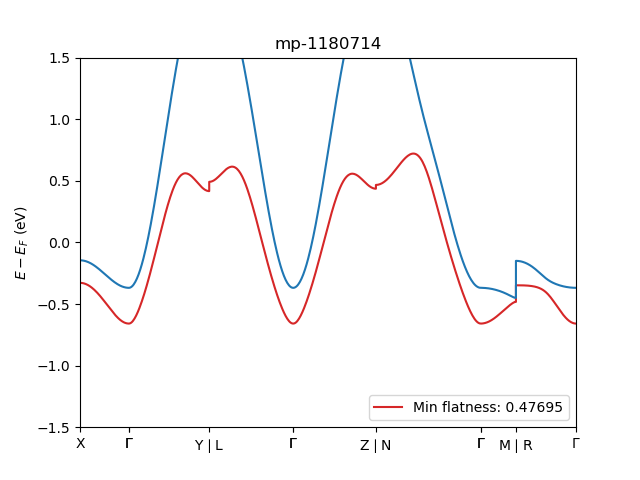 mp-1180714
E − E_F (eV)
1.5
1.0
0.5
0.0
−0.5
−1.0
−1.5
Min flatness: 0.47695
X Γ Y | L Γ Z | N Γ M | R Γ